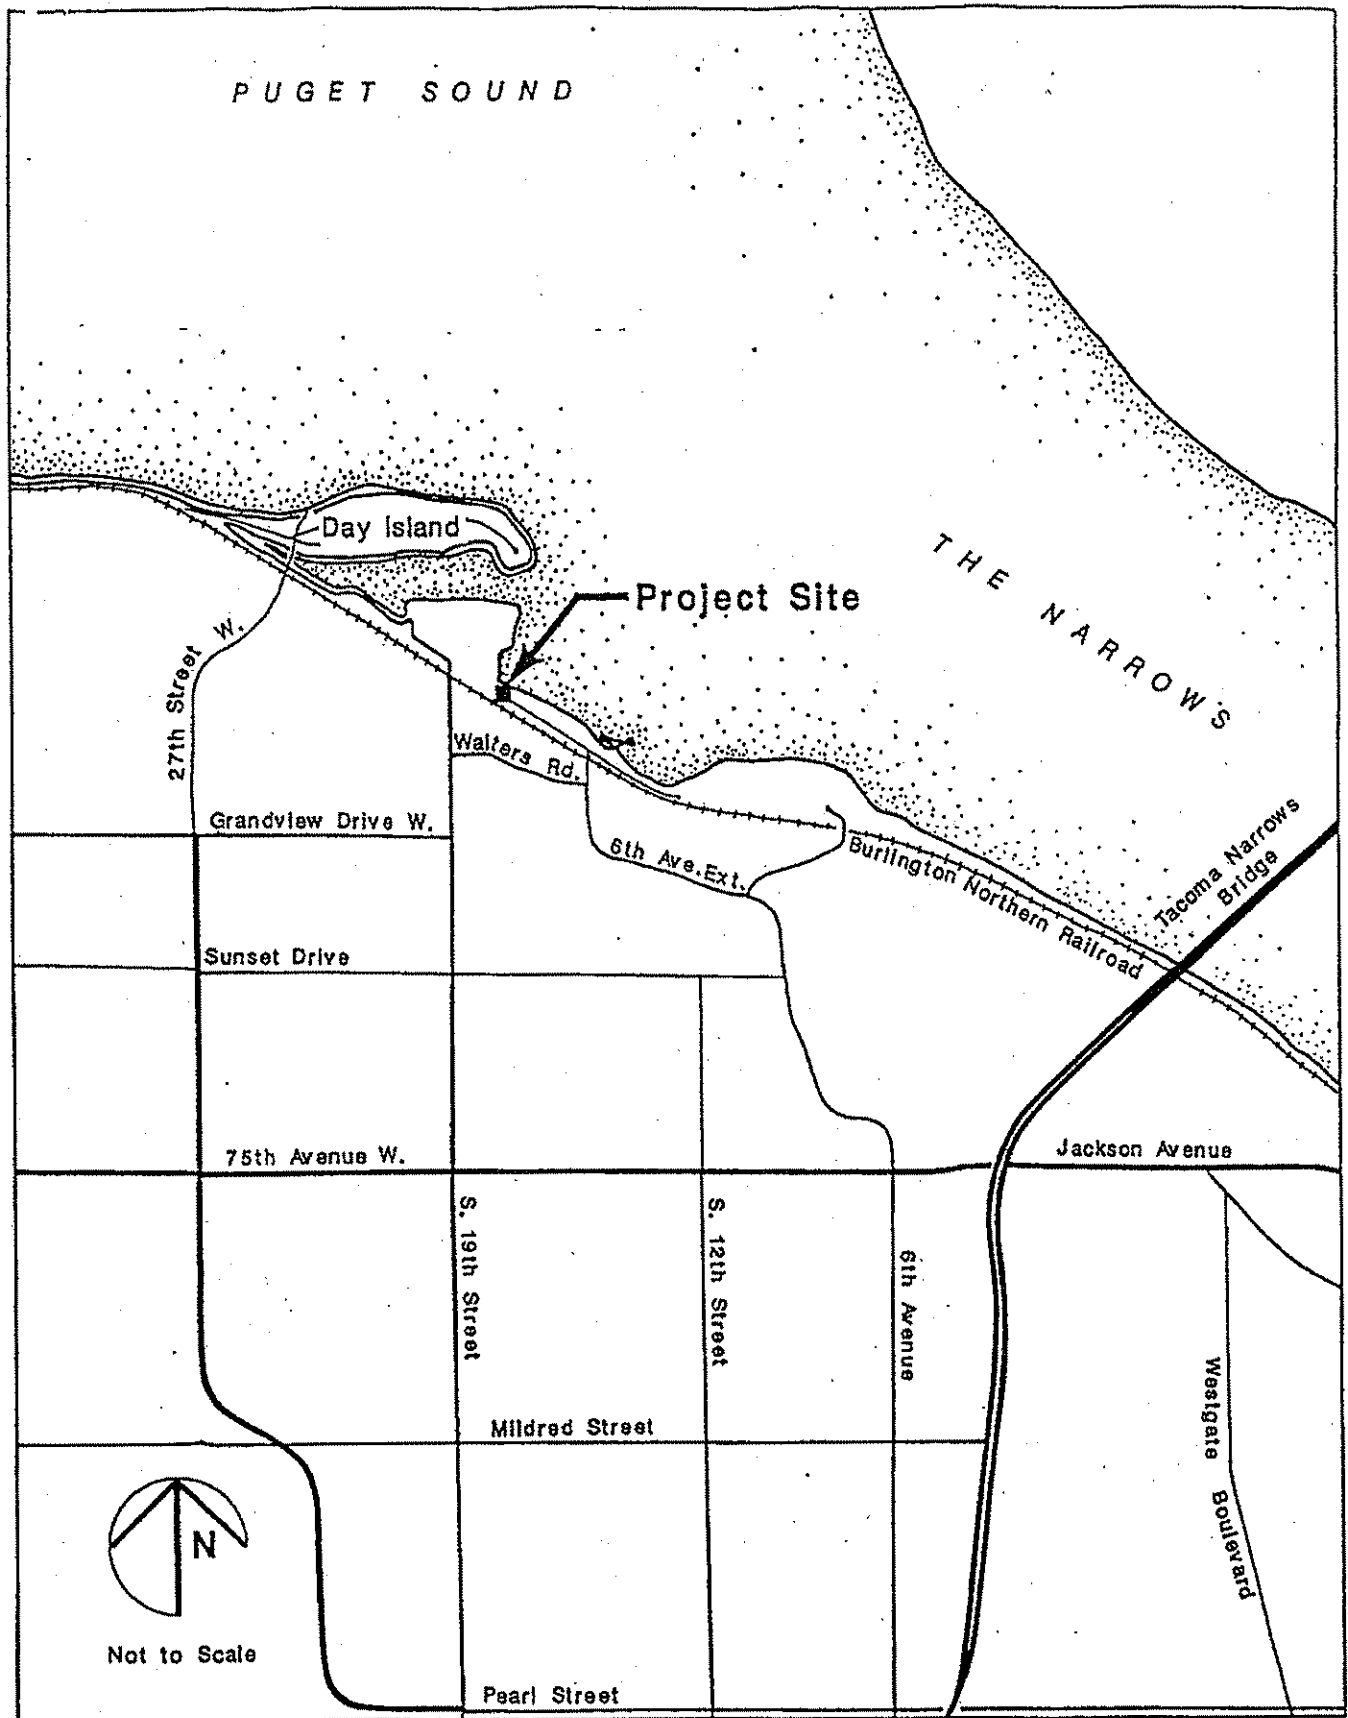 PUGET SOUND
Day Island
THE NARROWS
Project Site
27th Street W.
Walters Rd.
Grandview Drive W.
6th Ave. Ext.
Burlington Northern Railroad
Tacoma Narrows
Bridge
Sunset Drive
75th Avenue W.
Jackson Avenue
S. 19th Street
S. 12th Street
6th Avenue
Westgate Boulevard
Mildred Street
N
Not to Scale
Pearl Street